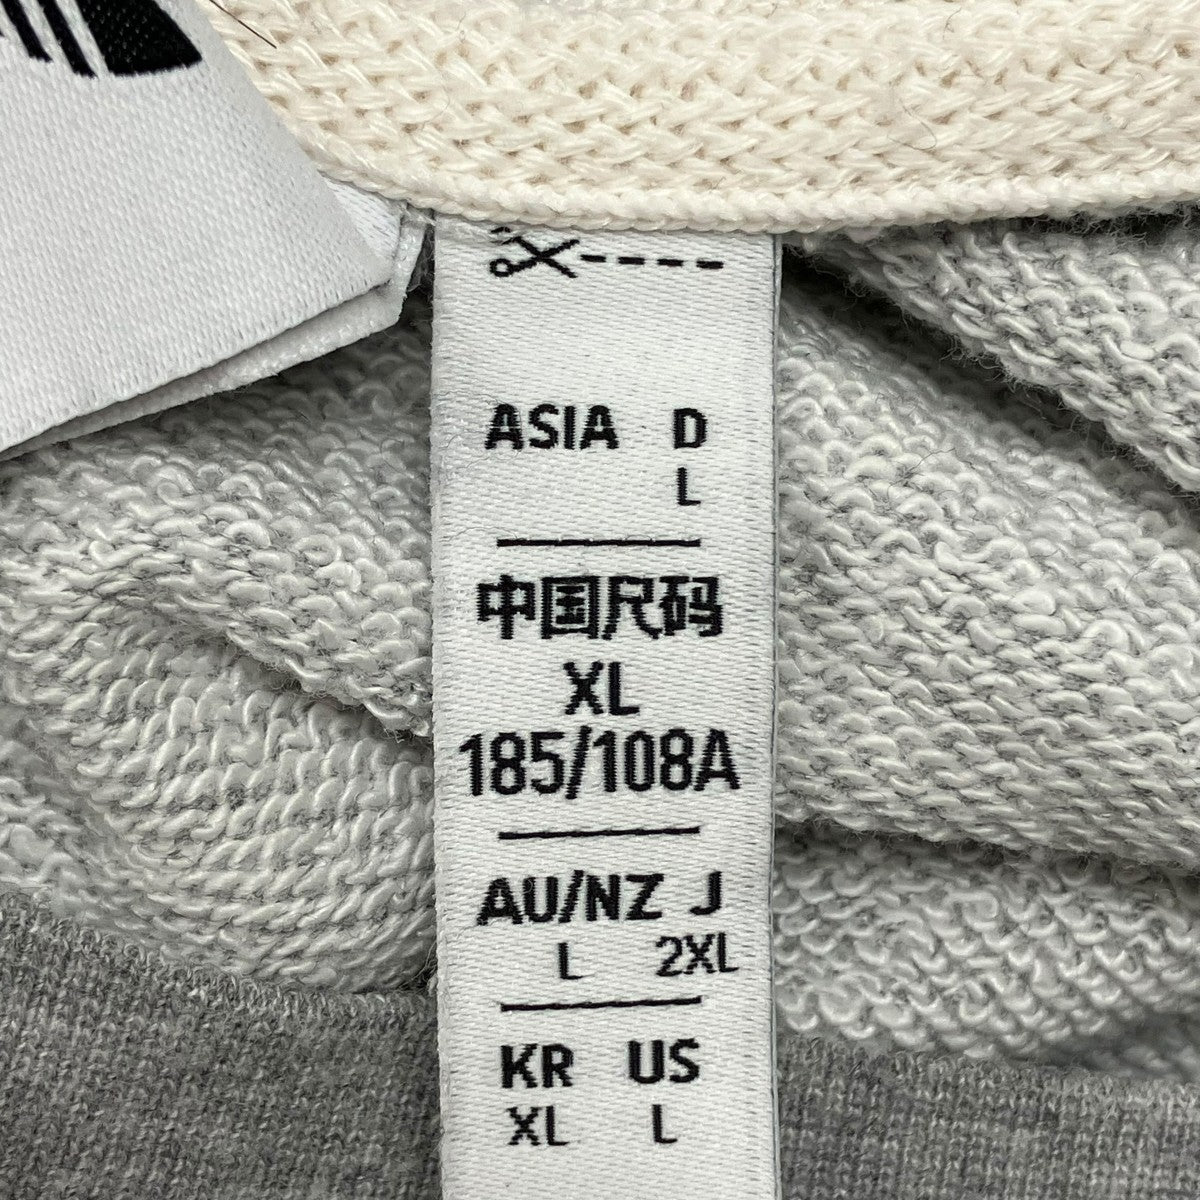 ASIA D
L
中国尺码
XL
185/108A
AU/NZ J
L 2XL
KR US
XL L